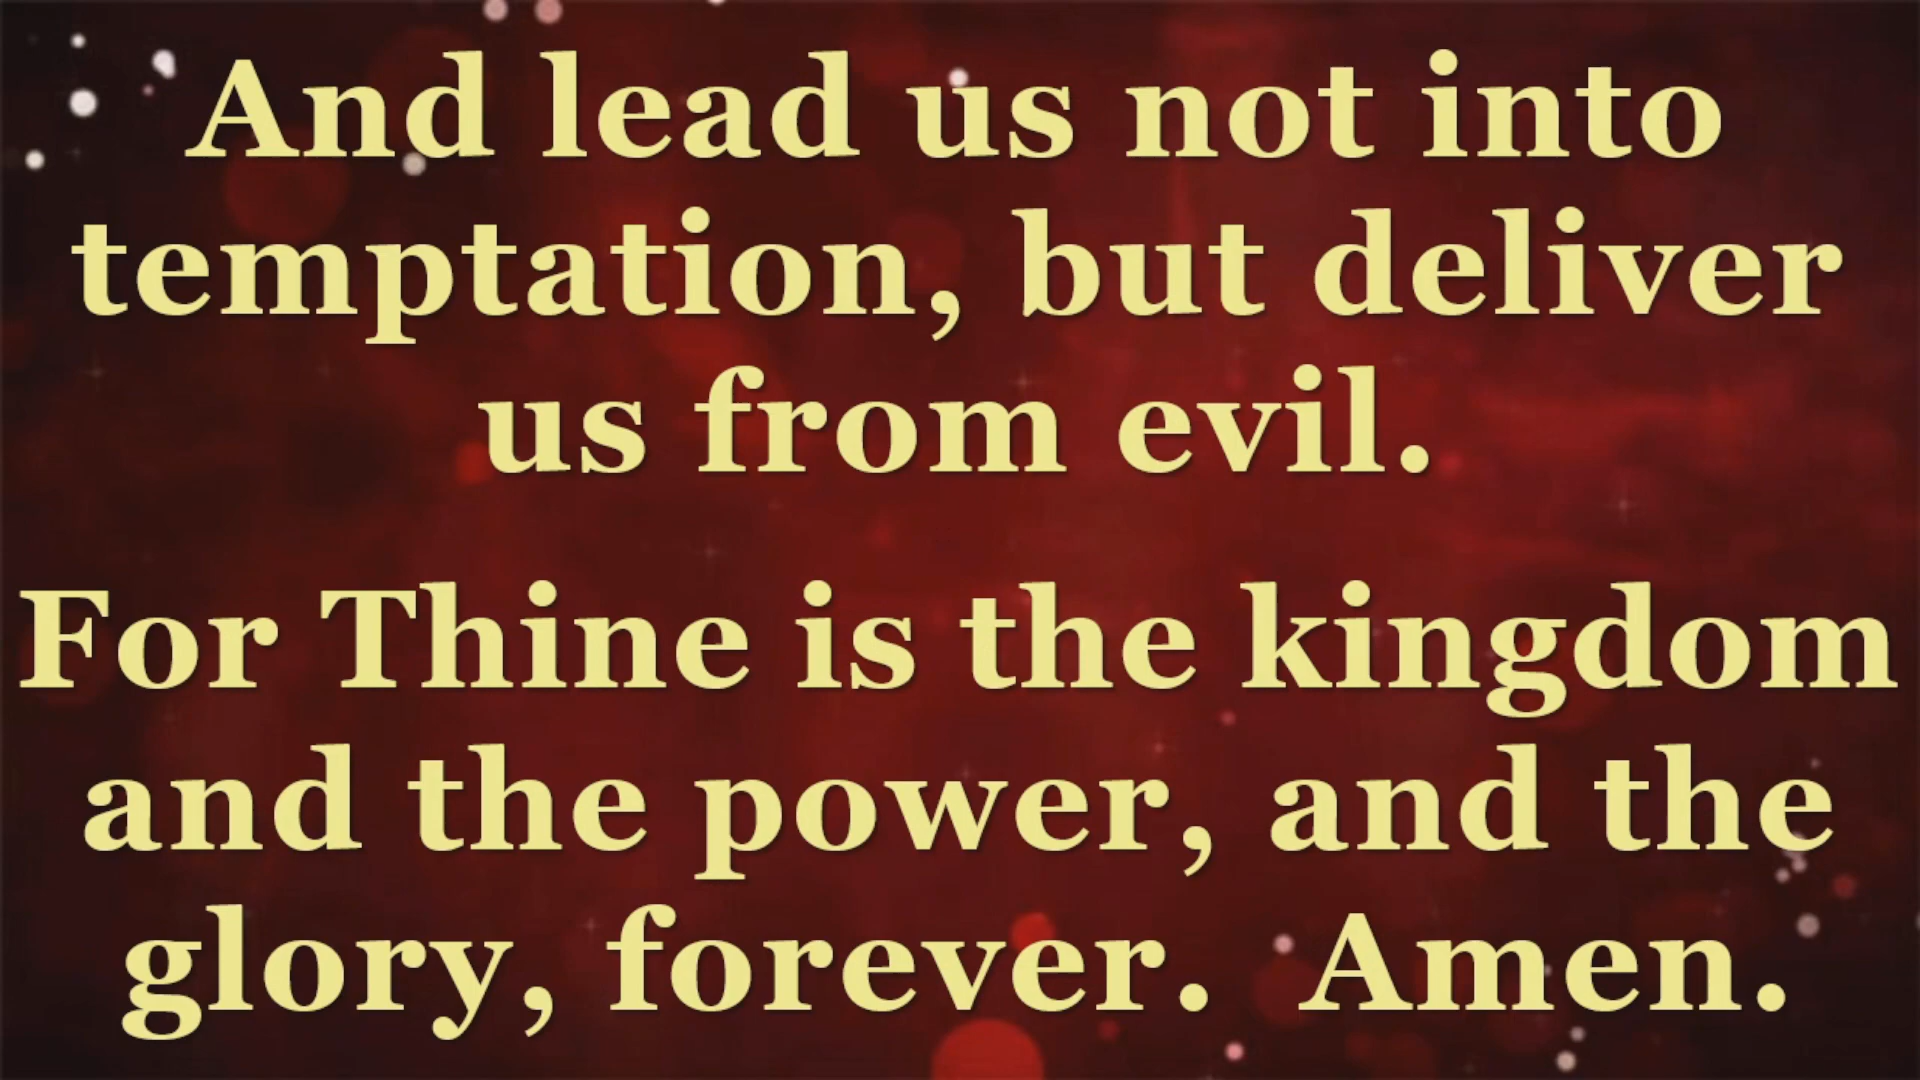 And lead us not into
temptation, but deliver
us from evil.
For Thine is the kingdom
and the power, and the
glory, forever.  Amen.